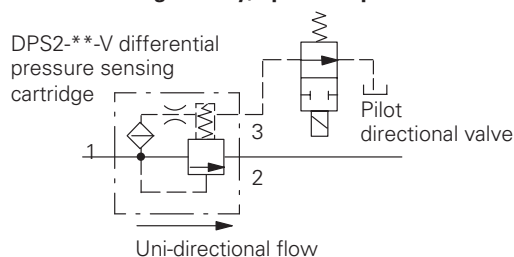 DPS2-**-V differential
pressure sensing
cartridge
Pilot
directional valve
3
1
2
Uni-directional flow